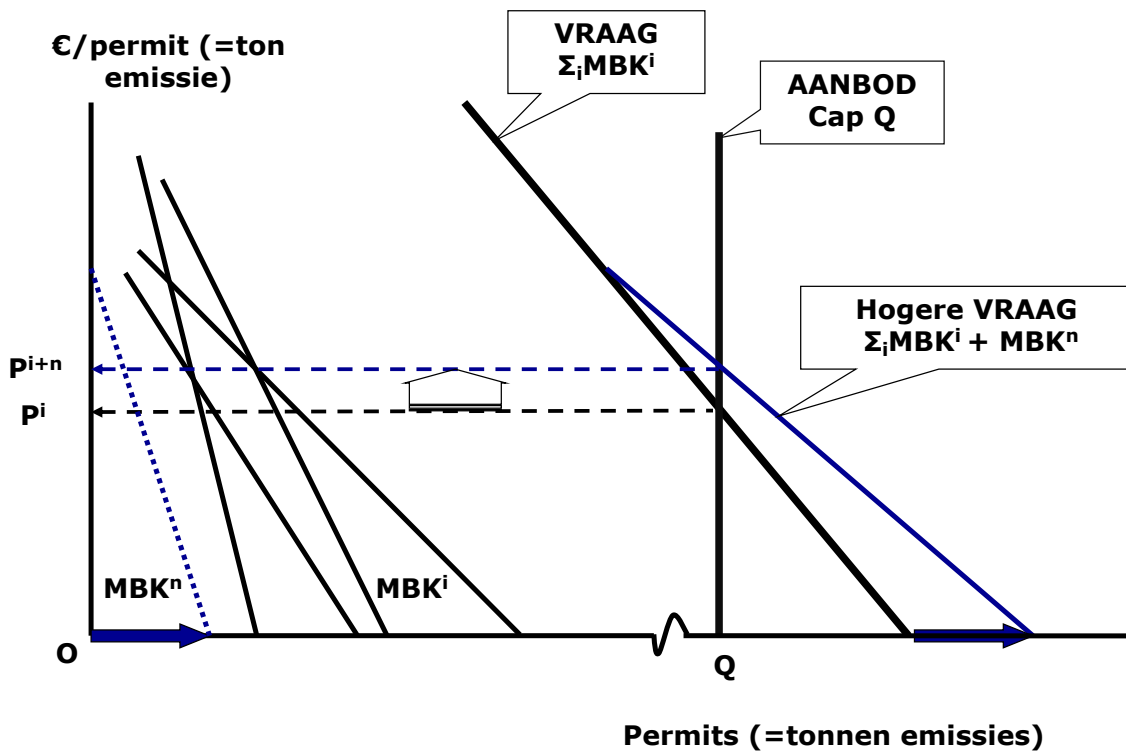 €/permit (=ton
emissie)
VRAAG
ΣᵢMBKⁱ
AANBOD
Cap Q
Hogere VRAAG
ΣᵢMBKⁱ + MBKⁿ
Pⁱ⁺ⁿ
Pⁱ
MBKⁿ
MBKⁱ
O
Q
Permits (=tonnen emissies)